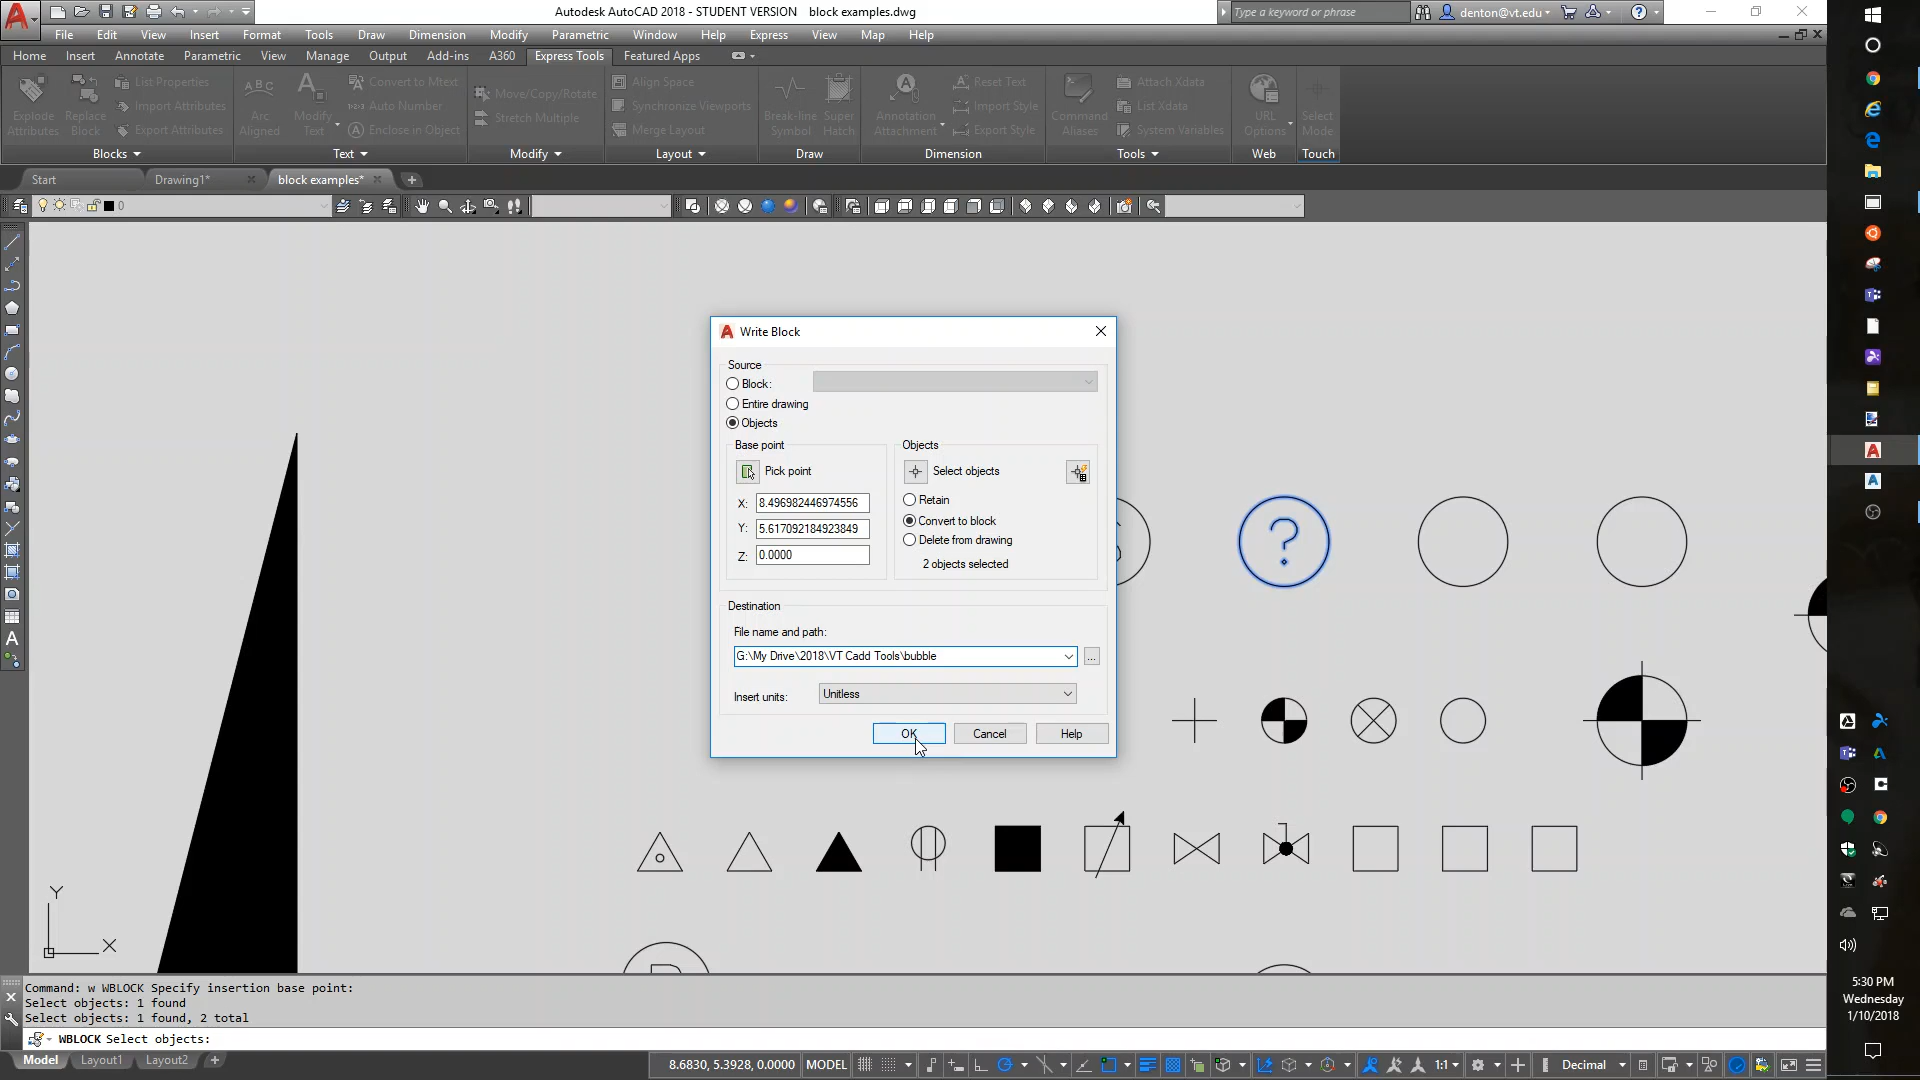 Autodesk AutoCAD 2018 - STUDENT VERSION block examples.dwg
Type a keyword or phrase
denton@vt.edu
File Edit View Insert Format Tools Draw Dimension Modify Parametric Window Help Express View Map Help
Home Insert Annotate Parametric View Manage Output Add-ins A360 Express Tools Featured Apps
Explode Attributes
Replace Block
List Properties
Import Attributes
Export Attributes
Blocks
ABC
Arc Aligned
A
Modify Text
Convert to Mtext
Auto Number
Enclose in Object
Text
Move/Copy/Rotate
Stretch Multiple
Modify
Align Space
Synchronize Viewports
Merge Layout
Layout
Break-line Symbol
Super Hatch
Draw
Annotation Attachment
Reset Text
Import Style
Export Style
Dimension
Command Aliases
Attach Xdata
List Xdata
System Variables
Tools
URL Options
Web
Select Mode
Touch
Start
Drawing1*
block examples*
0
Write Block
Source
Block:
Entire drawing
Objects
Base point
Pick point
X: 8.496982446974556
Y: 5.617092184923849
Z: 0.0000
Objects
Select objects
Retain
Convert to block
Delete from drawing
2 objects selected
Destination
File name and path:
G:\My Drive\2018\VT Cadd Tools\bubble
...
Insert units: Unitless
OK Cancel Help
?
Y
X
Command: w WBLOCK Specify insertion base point:
Select objects: 1 found
Select objects: 1 found, 2 total
WBLOCK Select objects:
Model Layout1 Layout2 +
8.6830, 5.3928, 0.0000 MODEL
1:1
Decimal
5:30 PM
Wednesday
1/10/2018